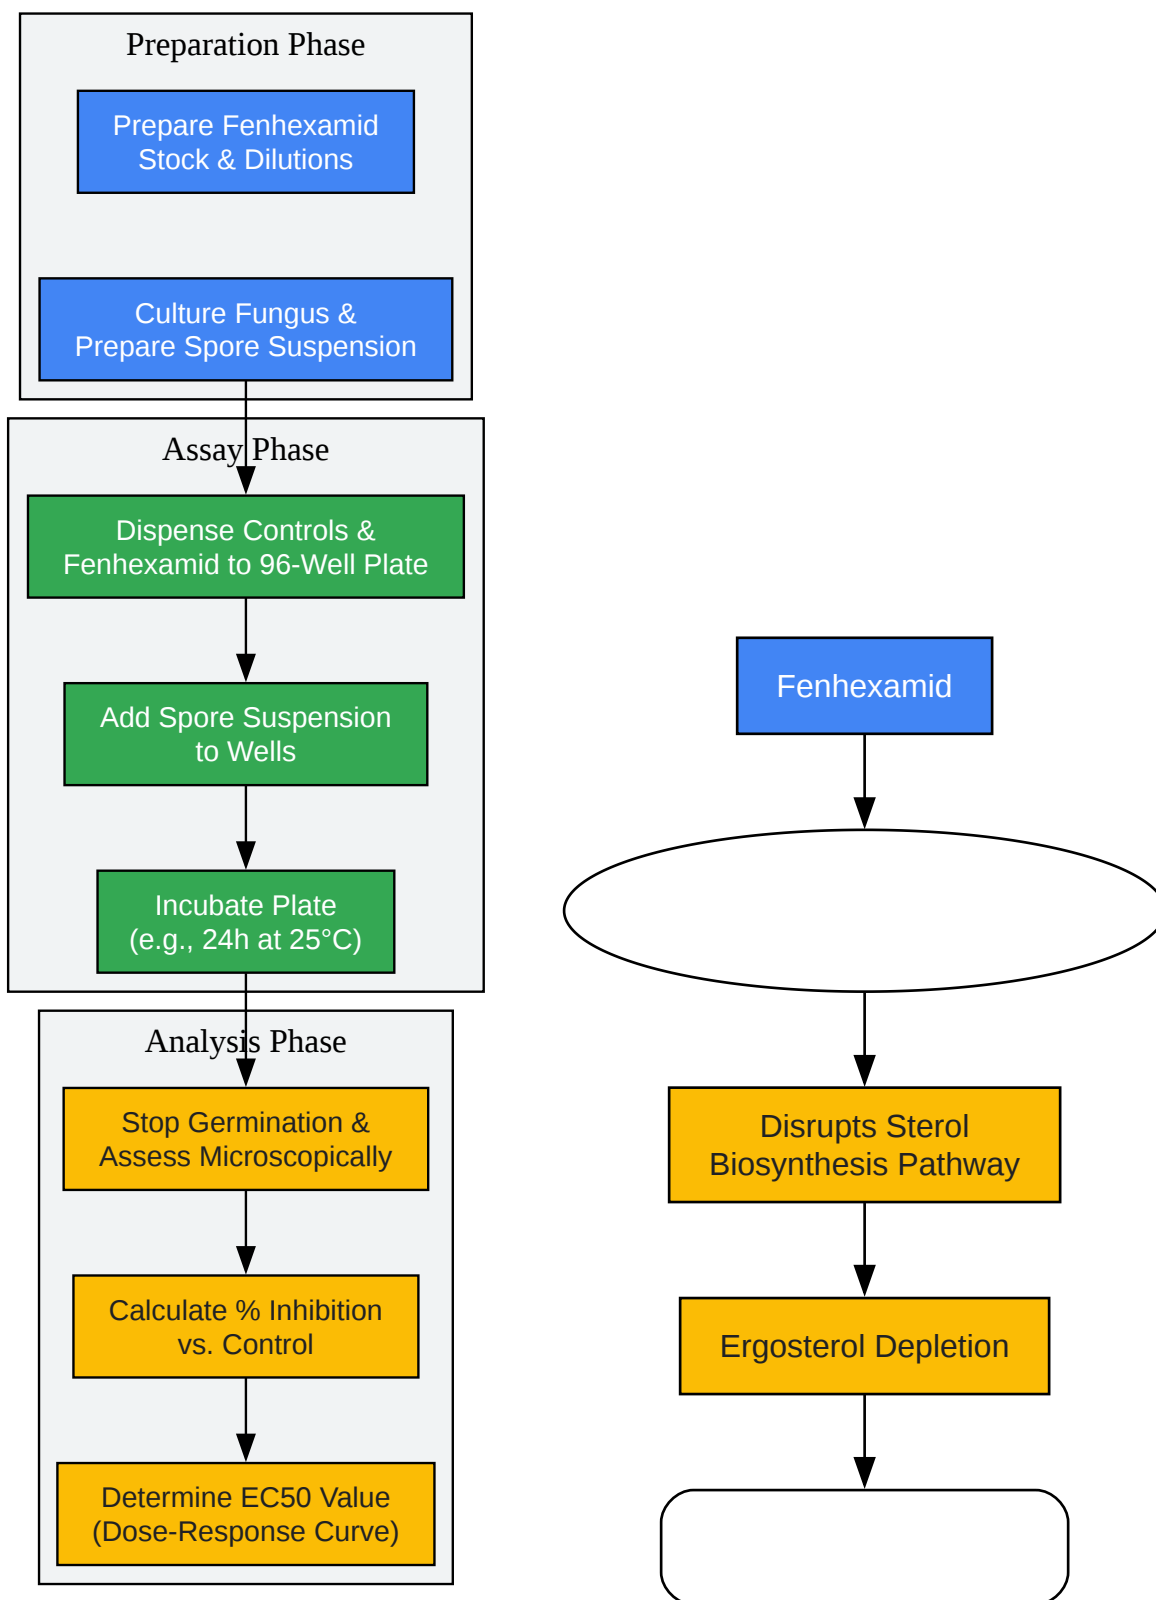 Preparation Phase
Prepare Fenhexamid
Stock & Dilutions
Culture Fungus &
Prepare Spore Suspension
Assay Phase
Dispense Controls &
Fenhexamid to 96-Well Plate
Add Spore Suspension
to Wells
Incubate Plate
(e.g., 24h at 25°C)
Analysis Phase
Stop Germination &
Assess Microscopically
Calculate % Inhibition
vs. Control
Determine EC50 Value
(Dose-Response Curve)
Fenhexamid
Disrupts Sterol
Biosynthesis Pathway
Ergosterol Depletion